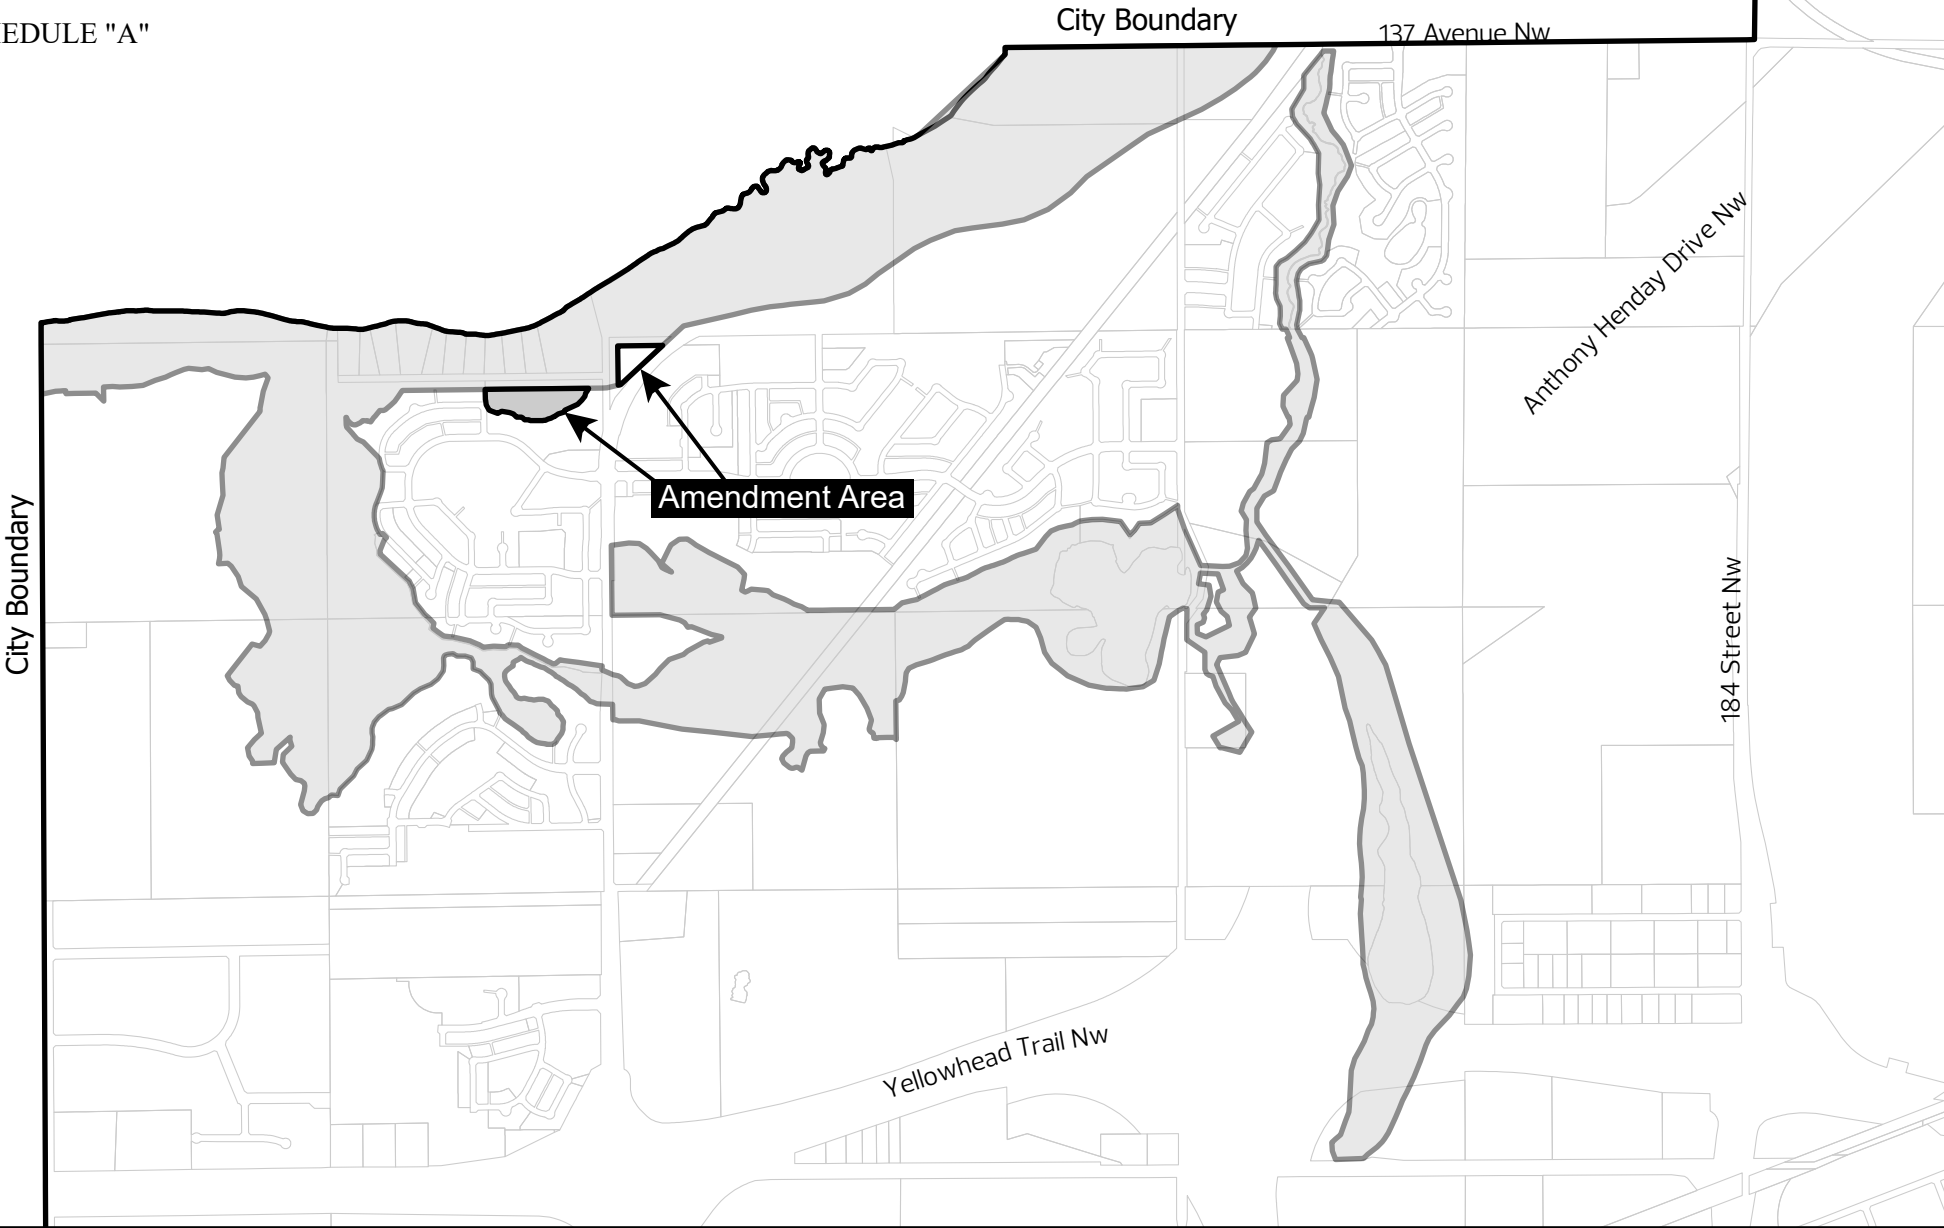 EDULE "A"
City Boundary
137 Avenue Nw
Anthony Henday Drive Nw
Amendment Area
City Boundary
184 Street Nw
Yellowhead Trail Nw